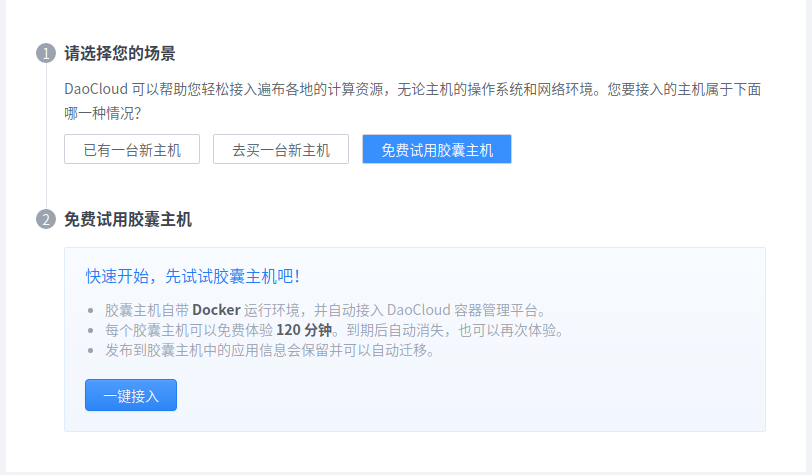 1 请选择您的场景
DaoCloud 可以帮助您轻松接入遍布各地的计算资源，无论主机的操作系统和网络环境。您要接入的主机属于下面
哪一种情况？
已有一台新主机 去买一台新主机 免费试用胶囊主机
2 免费试用胶囊主机
快速开始，先试试胶囊主机吧！
胶囊主机自带 Docker 运行环境，并自动接入 DaoCloud 容器管理平台。
每个胶囊主机可以免费体验 120 分钟。到期后自动消失，也可以再次体验。
发布到胶囊主机中的应用信息会保留并可以自动迁移。
一键接入